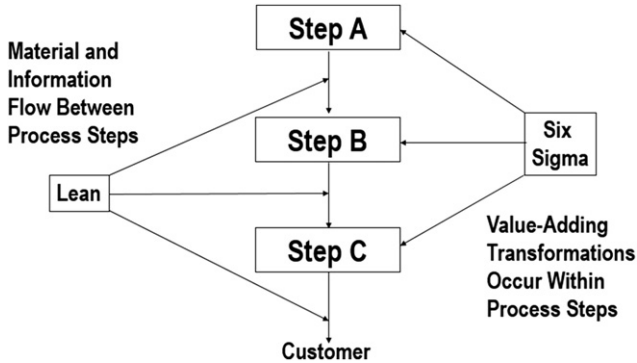 Step A
Material and
Information
Flow Between
Process Steps
Step B
Six
Sigma
Lean
Step C
Value-Adding
Transformations
Occur Within
Process Steps
Customer